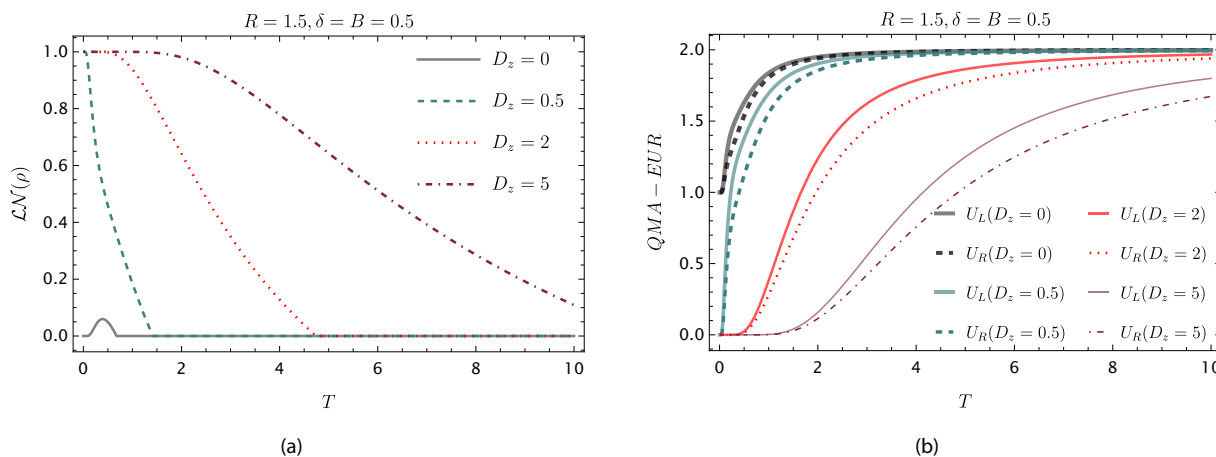 R = 1.5, δ = B = 0.5
1.0
0.8
0.6
0.4
0.2
0.0
ℒ𝒩(ρ)
D_z = 0
D_z = 0.5
D_z = 2
D_z = 5
0 2 4 6 8 10
T
(a)
R = 1.5, δ = B = 0.5
2.0
1.5
1.0
0.5
0.0
QMA − EUR
U_L(D_z = 0) U_L(D_z = 2)
U_R(D_z = 0) U_R(D_z = 2)
U_L(D_z = 0.5) U_L(D_z = 5)
U_R(D_z = 0.5) U_R(D_z = 5)
0 2 4 6 8 10
T
(b)